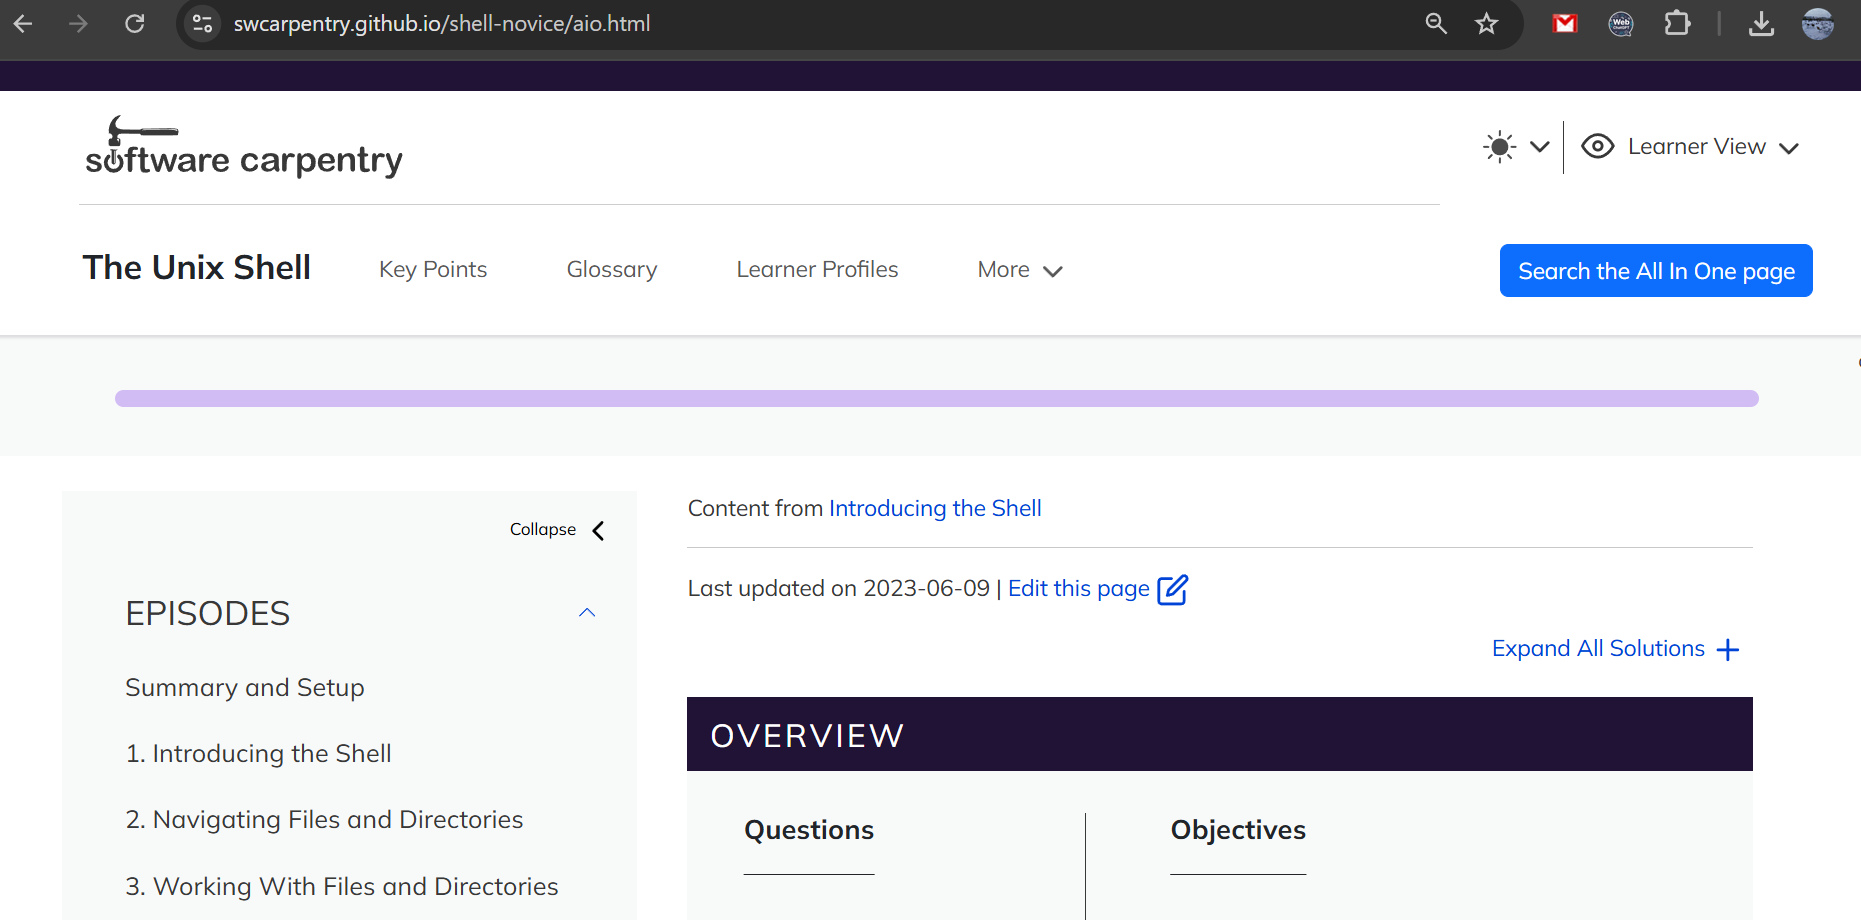 swcarpentry.github.io/shell-novice/aio.html
software carpentry
Learner View
The Unix Shell
Key Points
Glossary
Learner Profiles
More
Search the All In One page
Collapse
EPISODES
Summary and Setup
1. Introducing the Shell
2. Navigating Files and Directories
3. Working With Files and Directories
Content from Introducing the Shell
Last updated on 2023-06-09 | Edit this page
Expand All Solutions
OVERVIEW
Questions
Objectives